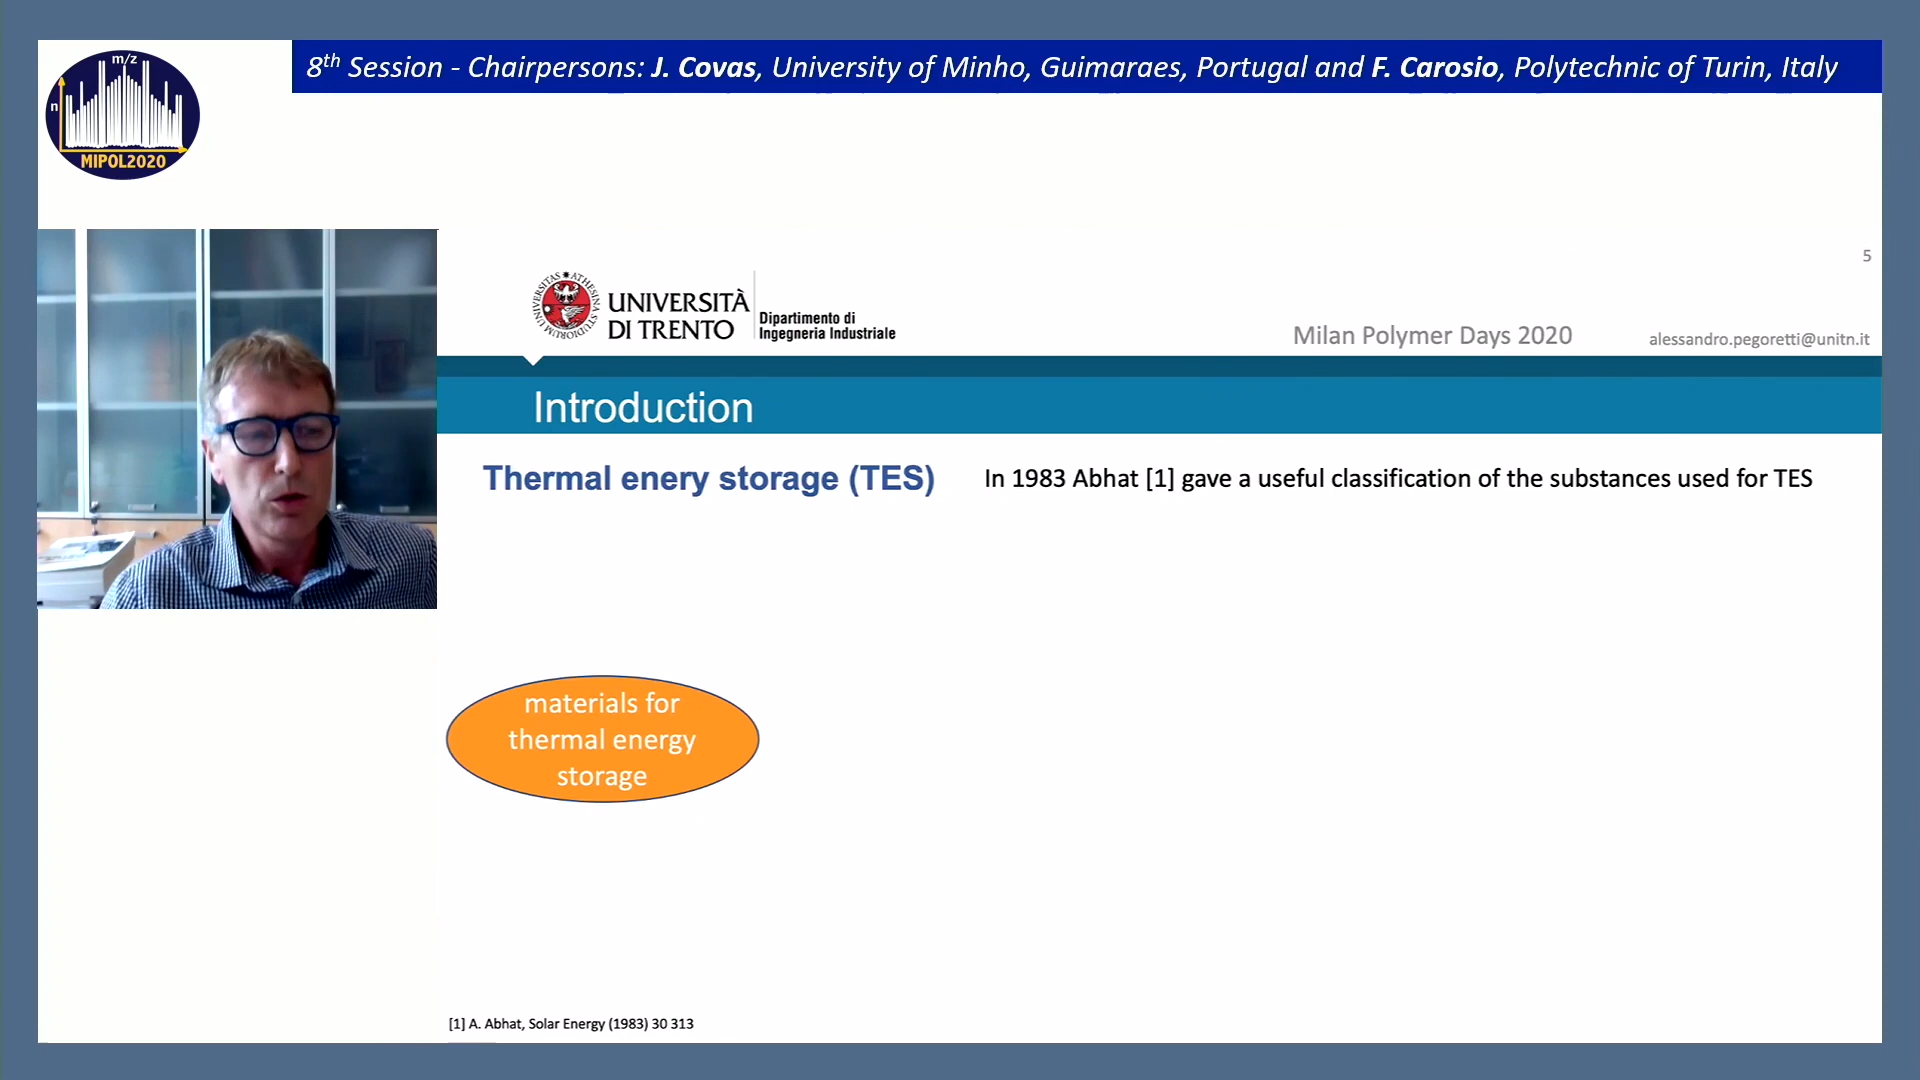 8th Session - Chairpersons: J. Covas, University of Minho, Guimaraes, Portugal and F. Carosio, Polytechnic of Turin, Italy
m/z
n
MIPOL2020
5
UNIVERSITAS ATHESINA STUDIORUM
UNIVERSITÀ
DI TRENTO
Dipartimento di
Ingegneria Industriale
Milan Polymer Days 2020
alessandro.pegoretti@unitn.it
Introduction
Thermal enery storage (TES)
In 1983 Abhat [1] gave a useful classification of the substances used for TES
materials for
thermal energy
storage
[1] A. Abhat, Solar Energy (1983) 30 313